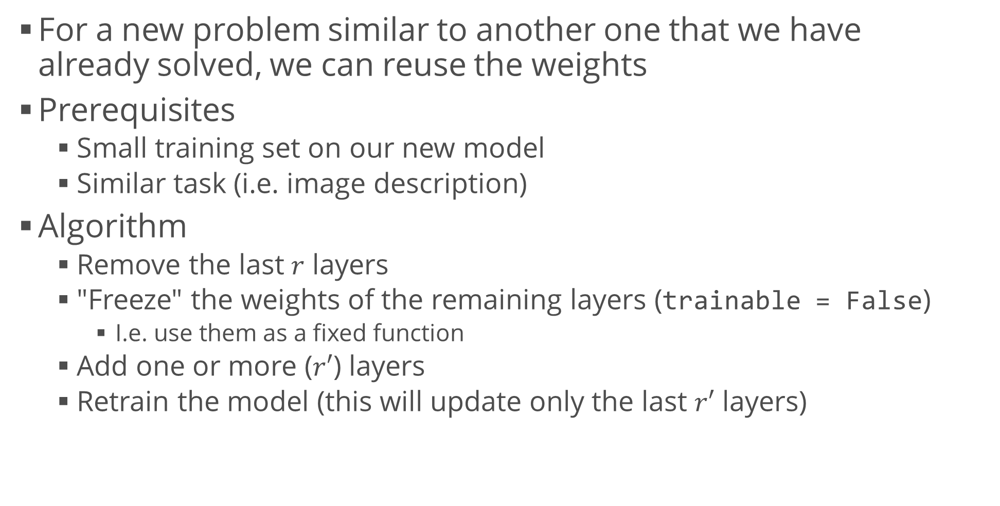 ▪ For a new problem similar to another one that we have
already solved, we can reuse the weights
▪ Prerequisites
▪ Small training set on our new model
▪ Similar task (i.e. image description)
▪ Algorithm
▪ Remove the last r layers
▪ "Freeze" the weights of the remaining layers (trainable = False)
▪ I.e. use them as a fixed function
▪ Add one or more (r′) layers
▪ Retrain the model (this will update only the last r′ layers)